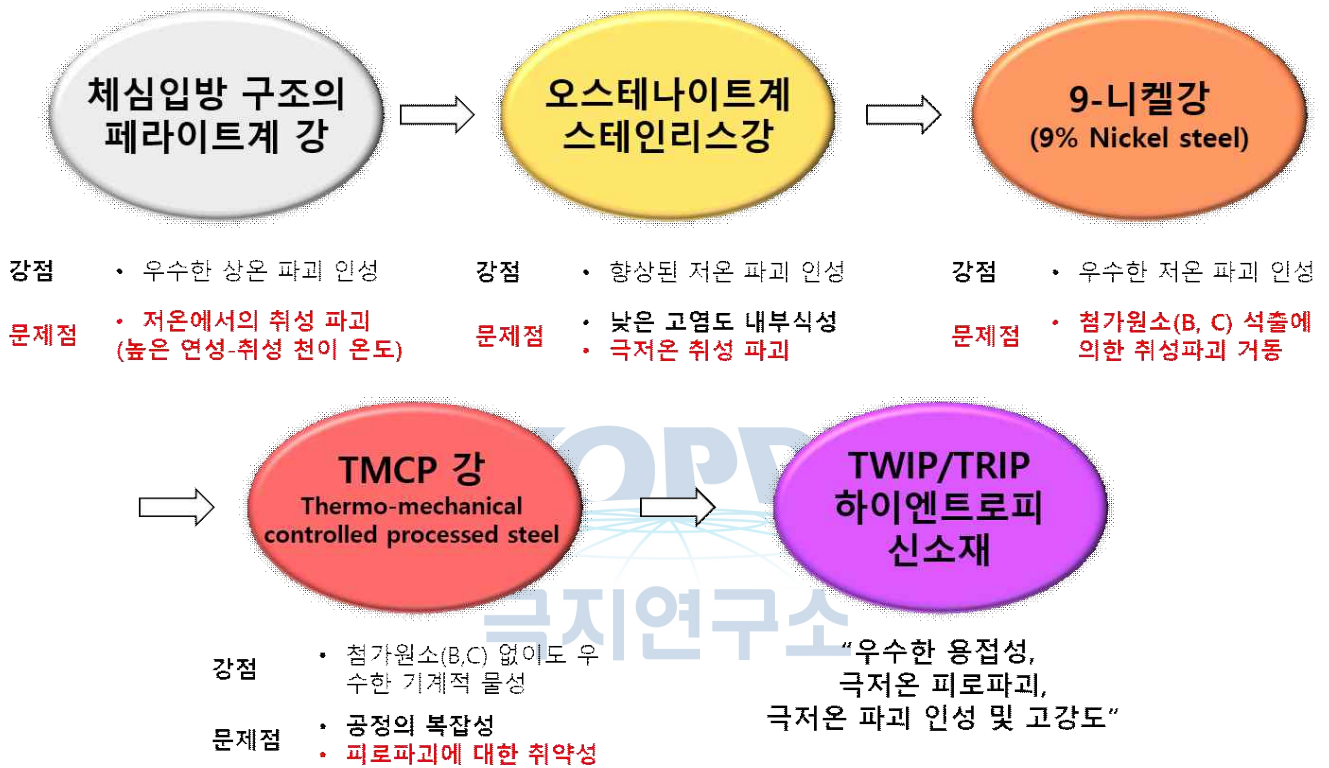 체심입방 구조의
페라이트계 강
오스테나이트계
스테인리스강
9-니켈강
(9% Nickel steel)
강점
• 우수한 상온 파괴 인성
문제점
• 저온에서의 취성 파괴
(높은 연성-취성 천이 온도)
강점
• 향상된 저온 파괴 인성
문제점
• 낮은 고염도 내부식성
• 극저온 취성 파괴
강점
• 우수한 저온 파괴 인성
문제점
• 첨가원소(B, C) 석출에
의한 취성파괴 거동
TMCP 강
Thermo-mechanical
controlled processed steel
TWIP/TRIP
하이엔트로피
신소재
강점
• 첨가원소(B,C) 없이도 우
수한 기계적 물성
문제점
• 공정의 복잡성
• 피로파괴에 대한 취약성
“우수한 용접성,
극저온 피로파괴,
극저온 파괴 인성 및 고강도”
극지연구소